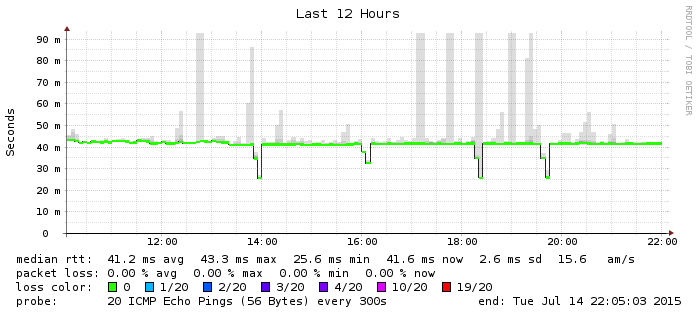 Last 12 Hours
RRDTOOL / TOBI OETIKER
Seconds
90 m
80 m
70 m
60 m
50 m
40 m
30 m
20 m
10 m
0
12:00 14:00 16:00 18:00 20:00 22:00
median rtt: 41.2 ms avg 43.3 ms max 25.6 ms min 41.6 ms now 2.6 ms sd 15.6 am/s
packet loss: 0.00 % avg 0.00 % max 0.00 % min 0.00 % now
loss color: 0 1/20 2/20 3/20 4/20 10/20 19/20
probe: 20 ICMP Echo Pings (56 Bytes) every 300s end: Tue Jul 14 22:05:03 2015